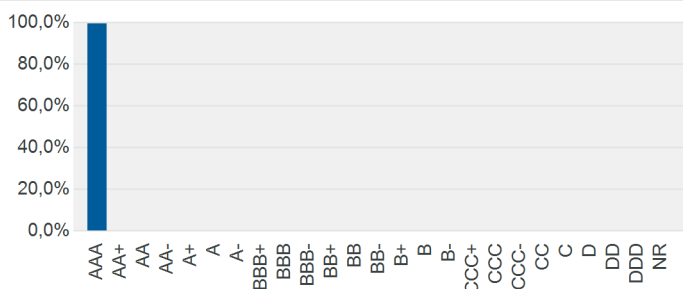 100,0%
80,0%
60,0%
40,0%
20,0%
0,0%
AAA
AA+
AA
AA-
A+
A
A-
BBB+
BBB
BBB-
BB+
BB
BB-
B+
B
B-
CCC+
CCC
CCC-
CC
C
D
DD
DDD
NR